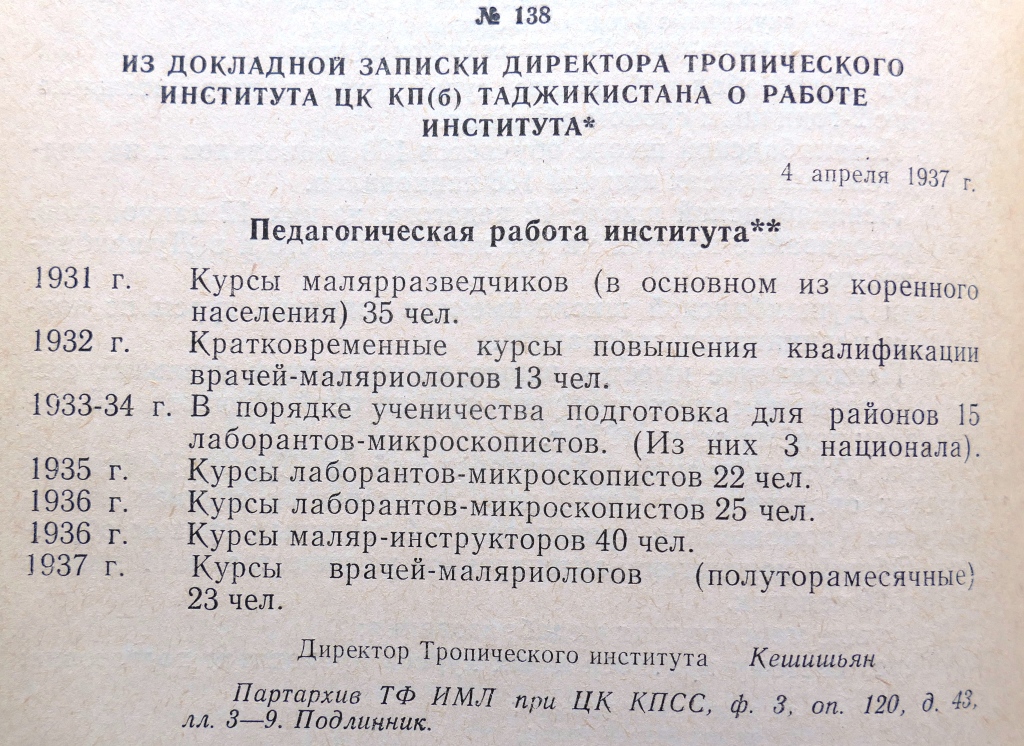 № 138
ИЗ ДОКЛАДНОЙ ЗАПИСКИ ДИРЕКТОРА ТРОПИЧЕСКОГО
ИНСТИТУТА ЦК КП(б) ТАДЖИКИСТАНА О РАБОТЕ
ИНСТИТУТА*
4 апреля 1937 г.
Педагогическая работа института**
1931 г. Курсы малярразведчиков (в основном из коренного
населения) 35 чел.
1932 г. Кратковременные курсы повышения квалификации
врачей-маляриологов 13 чел.
1933-34 г. В порядке ученичества подготовка для районов 15
лаборантов-микроскопистов. (Из них 3 национала).
1935 г. Курсы лаборантов-микроскопистов 22 чел.
1936 г. Курсы лаборантов-микроскопистов 25 чел.
1936 г. Курсы маляр-инструкторов 40 чел.
1937 г. Курсы врачей-маляриологов (полуторамесячные)
23 чел.
Директор Тропического института Кешишьян
Партархив ТФ ИМЛ при ЦК КПСС, ф. 3, оп. 120, д. 43,
лл. 3—9. Подлинник.